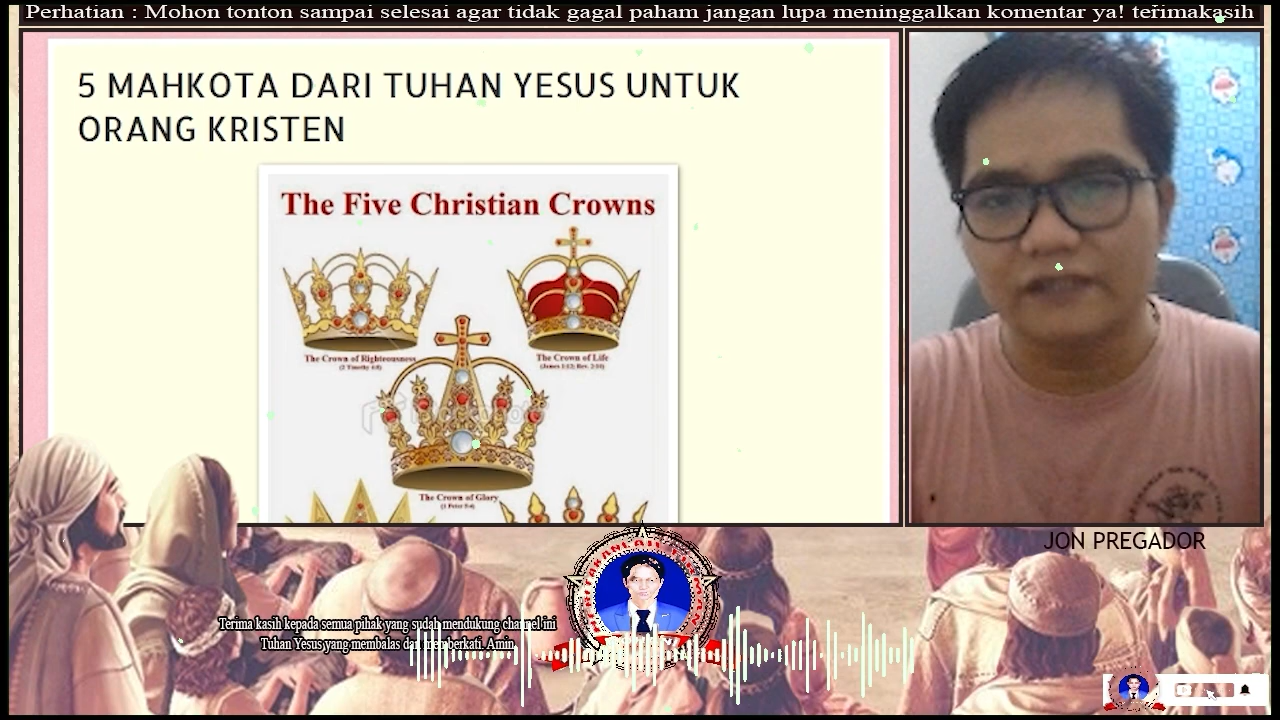 Perhatian : Mohon tonton sampai selesai agar tidak gagal paham jangan lupa meninggalkan komentar ya! terimakasih
5 MAHKOTA DARI TUHAN YESUS UNTUK
ORANG KRISTEN
The Five Christian Crowns
The Crown of Righteousness
(2 Timothy 4:8)
The Crown of Life
(James 1:12; Rev. 2:10)
The Crown of Glory
(1 Peter 5:4)
JON PREGADOR
Terima kasih kepada semua pihak yang sudah mendukung channel ini
Tuhan Yesus yang membalas dan memberkati. Amin